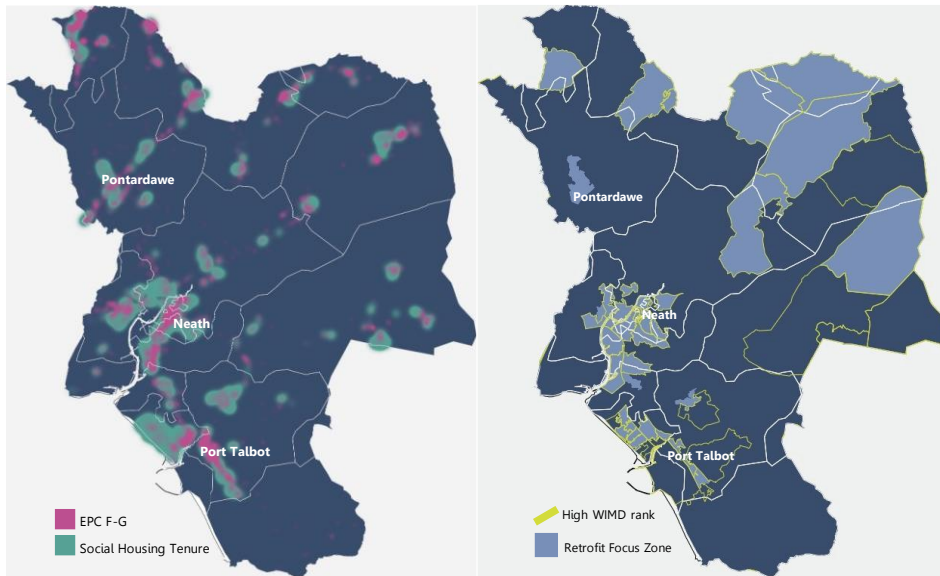 Pontardawe
Neath
Port Talbot
EPC F-G
Social Housing Tenure
Pontardawe
Neath
Port Talbot
High WIMD rank
Retrofit Focus Zone